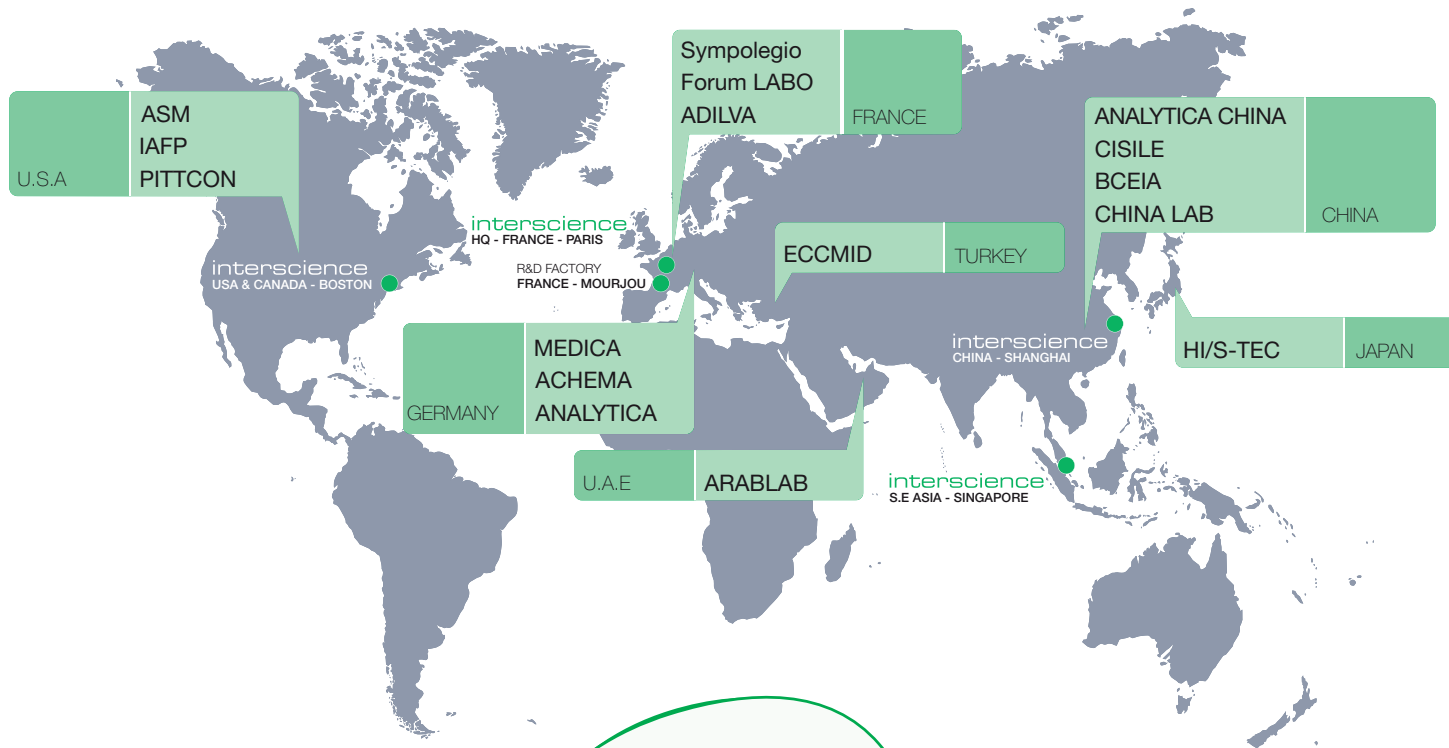 Sympolegio
Forum LABO
ADILVA
FRANCE
ASM
IAFP
PITTCON
U.S.A
ANALYTICA CHINA
CISILE
BCEIA
CHINA LAB
CHINA
interscience
HQ - FRANCE - PARIS
R&D FACTORY
FRANCE - MOURJOU
ECCMID
TURKEY
interscience
USA & CANADA - BOSTON
interscience
CHINA - SHANGHAI
HI/S-TEC
JAPAN
MEDICA
ACHEMA
ANALYTICA
GERMANY
U.A.E
ARABLAB
interscience
S.E ASIA - SINGAPORE